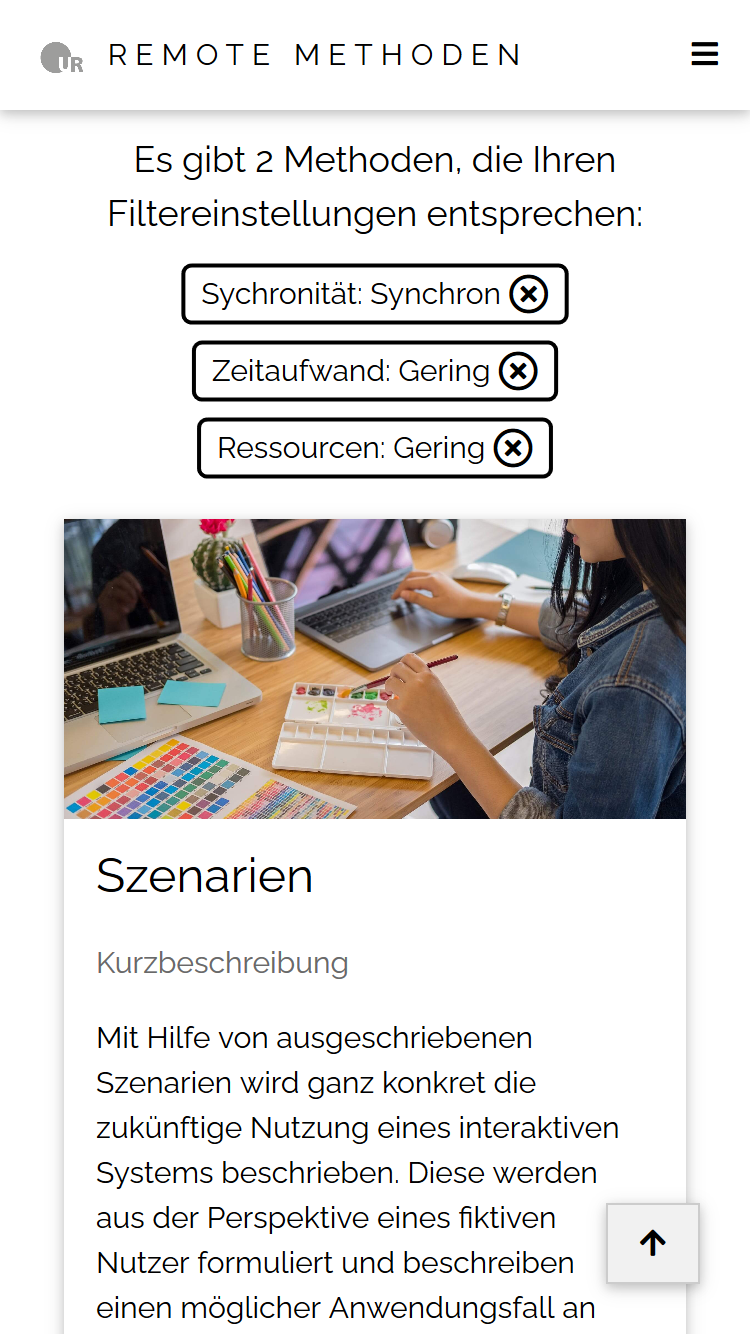 UR REMOTE METHODEN
Es gibt 2 Methoden, die Ihren
Filtereinstellungen entsprechen:
Sychronität: Synchron
Zeitaufwand: Gering
Ressourcen: Gering
Szenarien
Kurzbeschreibung
Mit Hilfe von ausgeschriebenen
Szenarien wird ganz konkret die
zukünftige Nutzung eines interaktiven
Systems beschrieben. Diese werden
aus der Perspektive eines fiktiven
Nutzer formuliert und beschreiben
einen möglicher Anwendungsfall an